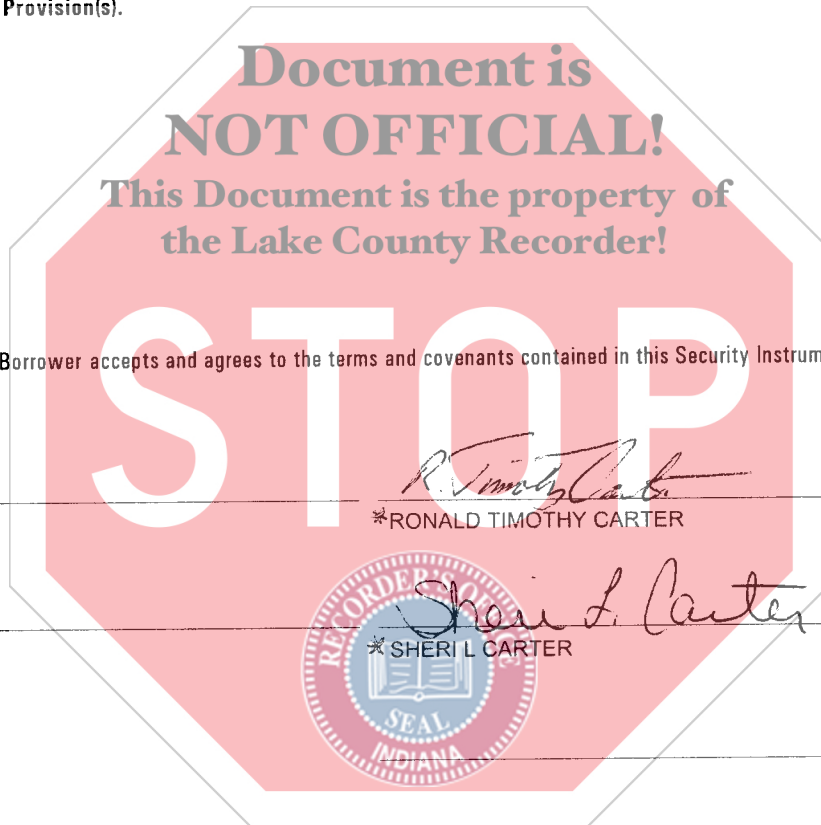 Provision(s).
Document is
NOT OFFICIAL!
This Document is the property of
the Lake County Recorder!
STOP
Borrower accepts and agrees to the terms and covenants contained in this Security Instrum
R. Timothy Carter
*RONALD TIMOTHY CARTER
Sheri L. Carter
*SHERI L CARTER
RECORDER'S OFFICE
SEAL
INDIANA